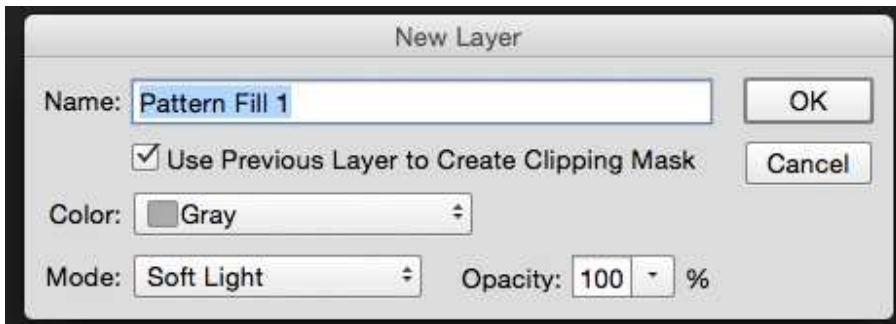 New Layer
Name: Pattern Fill 1 OK
Use Previous Layer to Create Clipping Mask Cancel
Color: Gray
Mode: Soft Light Opacity: 100 %